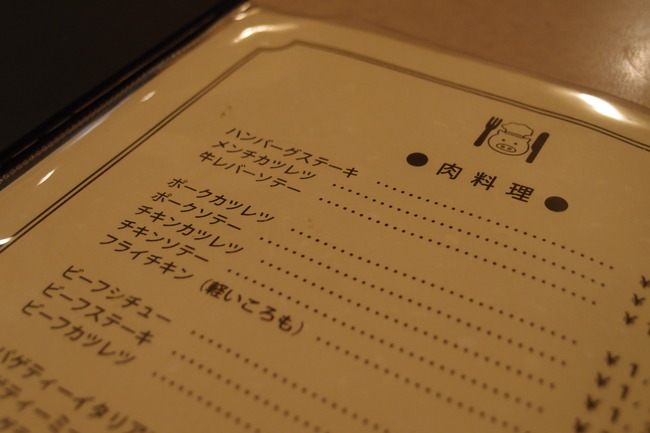 ● 肉料理 ●
ハンバーグステーキ
メンチカツレツ
牛レバーソテー
ポークカツレツ
ポークソテー
チキンカツレツ
チキンソテー
フライチキン（軽いころも） ¥
ビーフシチュー ¥
ビーフステーキ ¥1
ビーフカツレツ ¥1